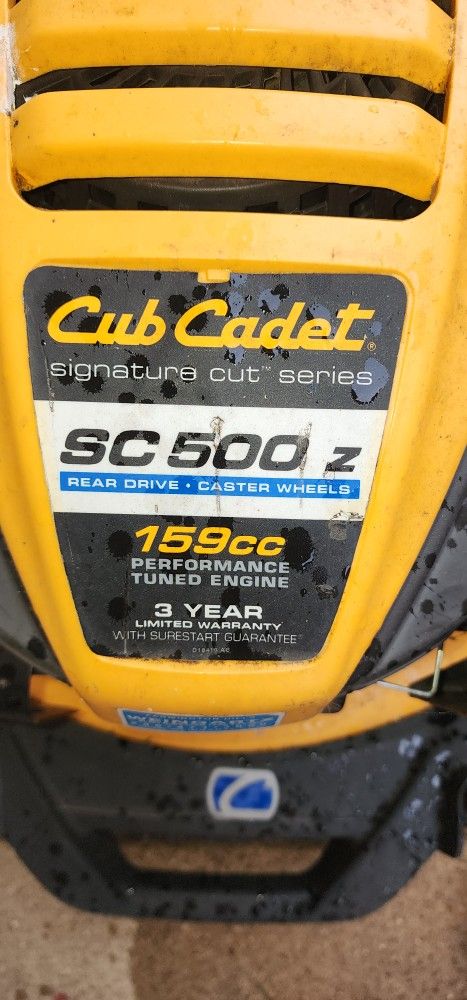 Cub Cadet®
signature cut™ series
SC 500 z
REAR DRIVE • CASTER WHEELS
159cc
PERFORMANCE
TUNED ENGINE
3 YEAR
LIMITED WARRANTY
WITH SURESTART GUARANTEE